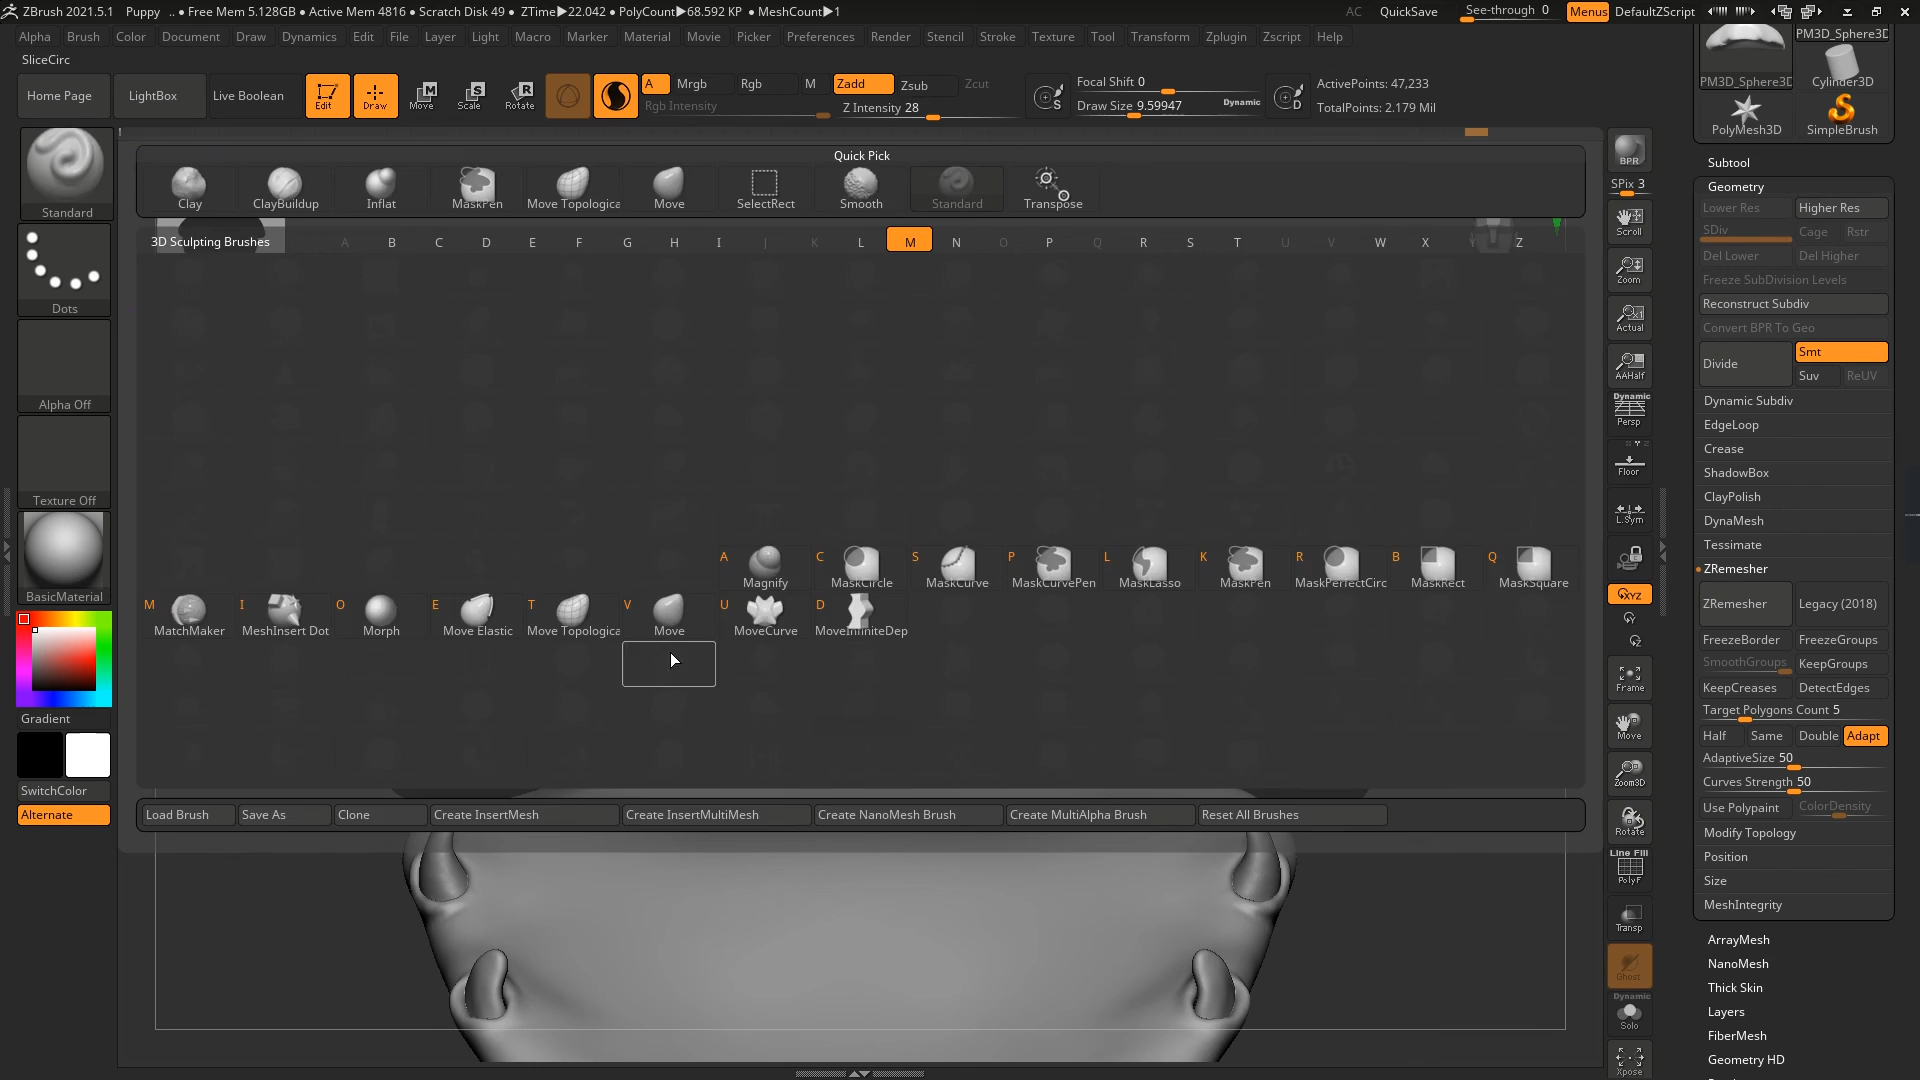 ZBrush 2021.5.1 Puppy .. ● Free Mem 5.128GB ● Active Mem 4816 ● Scratch Disk 49 ● ZTime▶22.042 ● PolyCount▶68.592 KP ● MeshCount▶1 AC QuickSave See-through 0 Menus DefaultZScript
Alpha Brush Color Document Draw Dynamics Edit File Layer Light Macro Marker Material Movie Picker Preferences Render Stencil Stroke Texture Tool Transform Zplugin Zscript Help
SliceCirc
Home Page LightBox Live Boolean Edit Draw Move Scale Rotate A Mrgb Rgb M Zadd Zsub Zcut
Rgb Intensity Z Intensity 28
Focal Shift 0
Draw Size 9.59947 Dynamic
S D
ActivePoints: 47,233
TotalPoints: 2.179 Mil
PM3D_Sphere3D
PM3D_Sphere3D Cylinder3D
PolyMesh3D SimpleBrush
Standard
Dots
Alpha Off
Texture Off
BasicMaterial
Gradient
SwitchColor
Alternate
Quick Pick
Clay ClayBuildup Inflat MaskPen Move Topologica Move SelectRect Smooth Standard Transpose
3D Sculpting Brushes A B C D E F G H I J K L M N O P Q R S T U V W X Y Z
A Magnify C MaskCircle S MaskCurve P MaskCurvePen L MaskLasso K MaskPen R MaskPerfectCirc B MaskRect Q MaskSquare
M MatchMaker I MeshInsert Dot O Morph E Move Elastic T Move Topologica V Move U MoveCurve D MoveInfiniteDep
Load Brush Save As Clone Create InsertMesh Create InsertMultiMesh Create NanoMesh Brush Create MultiAlpha Brush Reset All Brushes
BPR
SPix 3
Scroll
Zoom
Actual
AAHalf
Dynamic
Persp
Floor
L.Sym
XYZ
Frame
Move
Zoom3D
Rotate
Line Fill
PolyF
Transp
Ghost
Dynamic
Solo
Xpose
Subtool
Geometry
Lower Res Higher Res
SDiv Cage Rstr
Del Lower Del Higher
Freeze SubDivision Levels
Reconstruct Subdiv
Convert BPR To Geo
Divide Smt
Suv ReUV
Dynamic Subdiv
EdgeLoop
Crease
ShadowBox
ClayPolish
DynaMesh
Tessimate
ZRemesher
ZRemesher Legacy (2018)
FreezeBorder FreezeGroups
SmoothGroups KeepGroups
KeepCreases DetectEdges
Target Polygons Count 5
Half Same Double Adapt
AdaptiveSize 50
Curves Strength 50
Use Polypaint ColorDensity
Modify Topology
Position
Size
MeshIntegrity
ArrayMesh
NanoMesh
Thick Skin
Layers
FiberMesh
Geometry HD